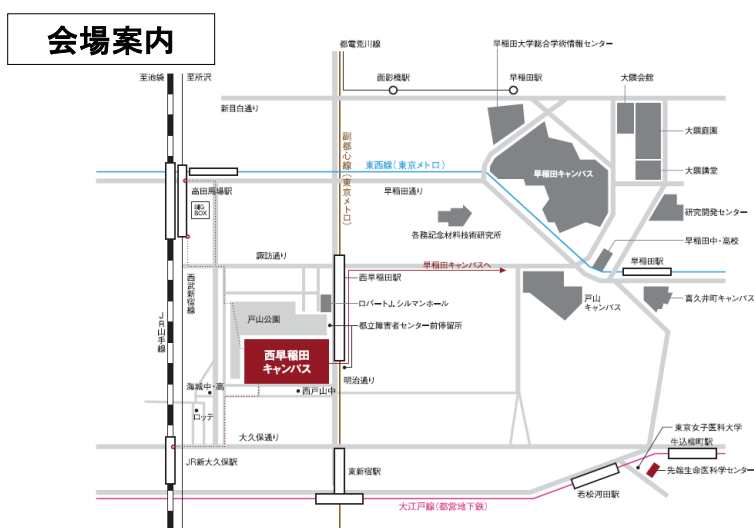 会場案内
都電荒川線
早稲田大学総合学術情報センター
至池袋
至所沢
面影橋駅
早稲田駅
大隈会館
新目白通り
大隈庭園
副都心線(東京メトロ)
東西線(東京メトロ)
早稲田キャンパス
大隈講堂
高田馬場駅
早稲田通り
BIG
BOX
研究開発センター
各務記念材料技術研究所
早稲田中・高校
諏訪通り
早稲田キャンパスへ
早稲田駅
西武新宿線
西早稲田駅
ロバートJ.シルマンホール
戸山
キャンパス
喜久井町キャンパス
戸山公園
都立障害者センター前停留所
JR山手線
西早稲田
キャンパス
明治通り
海城中・高
西戸山中
ロッテ
大久保通り
東京女子医科大学
牛込柳町駅
JR新大久保駅
東新宿駅
先端生命医科学センター
若松河田駅
大江戸線(都営地下鉄)